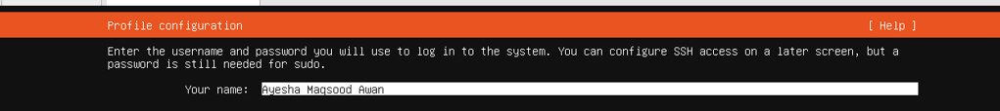 Profile configuration [ Help ]
Enter the username and password you will use to log in to the system. You can configure SSH access on a later screen, but a
password is still needed for sudo.
Your name: Ayesha Maqsood Awan